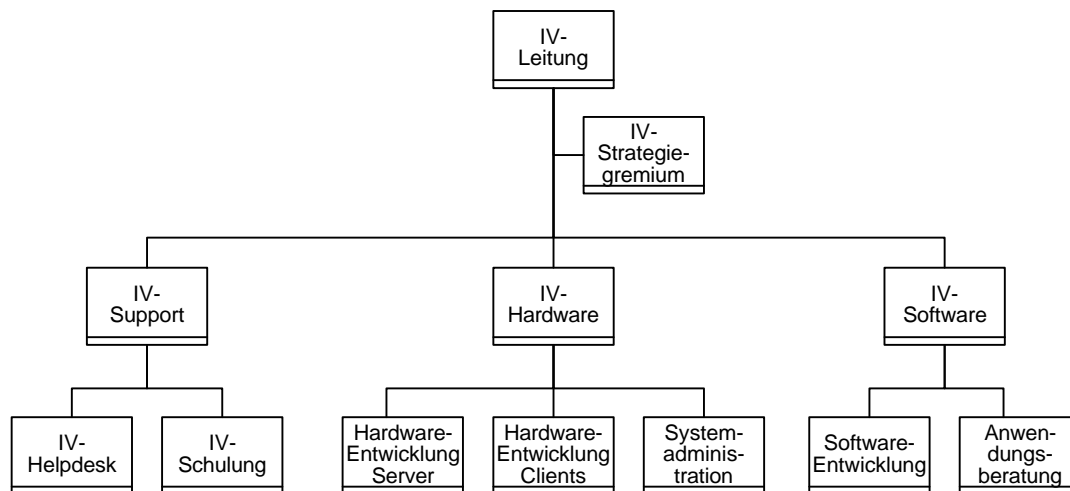 IV-
Leitung
IV-
Strategie-
gremium
IV-
Support
IV-
Hardware
IV-
Software
IV-
Helpdesk
IV-
Schulung
Hardware-
Entwicklung
Server
Hardware-
Entwicklung
Clients
System-
adminis-
tration
Software-
Entwicklung
Anwen-
dungs-
beratung